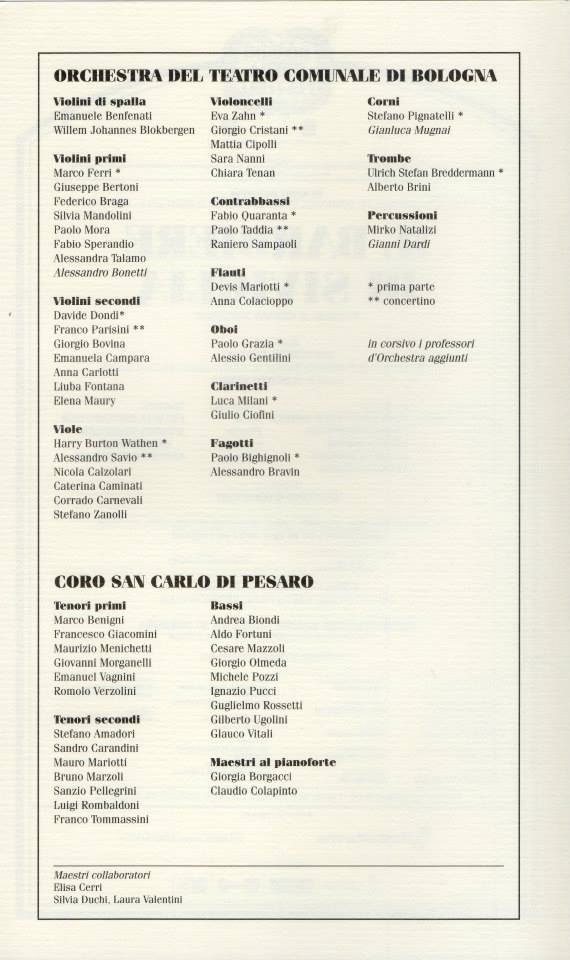 ORCHESTRA DEL TEATRO COMUNALE DI BOLOGNA
Violini di spalla
Emanuele Benfenati
Willem Johannes Blokbergen
Violini primi
Marco Ferri *
Giuseppe Bertoni
Federico Braga
Silvia Mandolini
Paolo Mora
Fabio Sperandio
Alessandra Talamo
Alessandro Bonetti
Violini secondi
Davide Dondi*
Franco Parisini **
Giorgio Bovina
Emanuela Campara
Anna Carlotti
Liuba Fontana
Elena Maury
Viole
Harry Burton Wathen *
Alessandro Savio **
Nicola Calzolari
Caterina Caminati
Corrado Carnevali
Stefano Zanolli
Violoncelli
Eva Zahn *
Giorgio Cristani **
Mattia Cipolli
Sara Nanni
Chiara Tenan
Contrabbassi
Fabio Quaranta *
Paolo Taddia **
Raniero Sampaoli
Flauti
Devis Mariotti *
Anna Colacioppo
Oboi
Paolo Grazia *
Alessio Gentilini
Clarinetti
Luca Milani *
Giulio Ciofini
Fagotti
Paolo Bighignoli *
Alessandro Bravin
Corni
Stefano Pignatelli *
Gianluca Mugnai
Trombe
Ulrich Stefan Breddermann *
Alberto Brini
Percussioni
Mirko Natalizi
Gianni Dardi
* prima parte
** concertino
in corsivo i professori
d'Orchestra aggiunti
CORO SAN CARLO DI PESARO
Tenori primi
Marco Benigni
Francesco Giacomini
Maurizio Menichetti
Giovanni Morganelli
Emanuel Vagnini
Romolo Verzolini
Tenori secondi
Stefano Amadori
Sandro Carandini
Mauro Mariotti
Bruno Marzoli
Sanzio Pellegrini
Luigi Rombaldoni
Franco Tommassini
Bassi
Andrea Biondi
Aldo Fortuni
Cesare Mazzoli
Giorgio Olmeda
Michele Pozzi
Ignazio Pucci
Guglielmo Rossetti
Gilberto Ugolini
Glauco Vitali
Maestri al pianoforte
Giorgia Borgacci
Claudio Colapinto
Maestri collaboratori
Elisa Cerri
Silvia Duchi, Laura Valentini